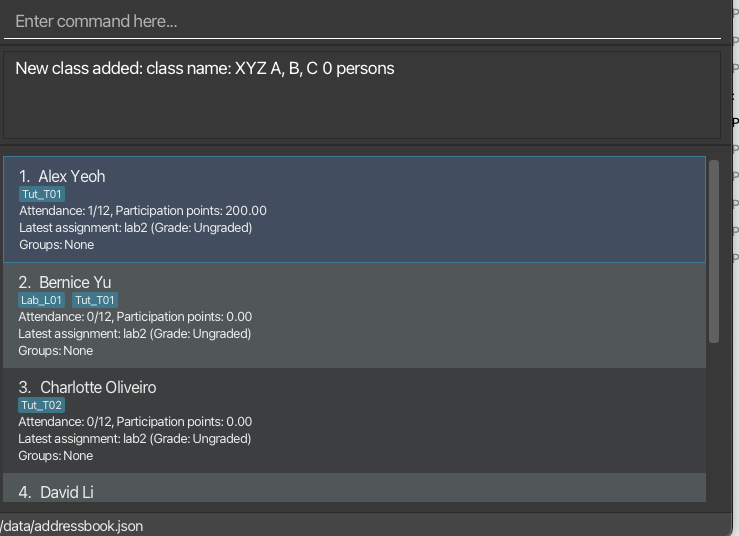 Enter command here...
New class added: class name: XYZ A, B, C 0 persons
1. Alex Yeoh
Tut_T01
Attendance: 1/12, Participation points: 200.00
Latest assignment: lab2 (Grade: Ungraded)
Groups: None
2. Bernice Yu
Lab_L01 Tut_T01
Attendance: 0/12, Participation points: 0.00
Latest assignment: lab2 (Grade: Ungraded)
Groups: None
3. Charlotte Oliveiro
Tut_T02
Attendance: 0/12, Participation points: 0.00
Latest assignment: lab2 (Grade: Ungraded)
Groups: None
4. David Li
/data/addressbook.json